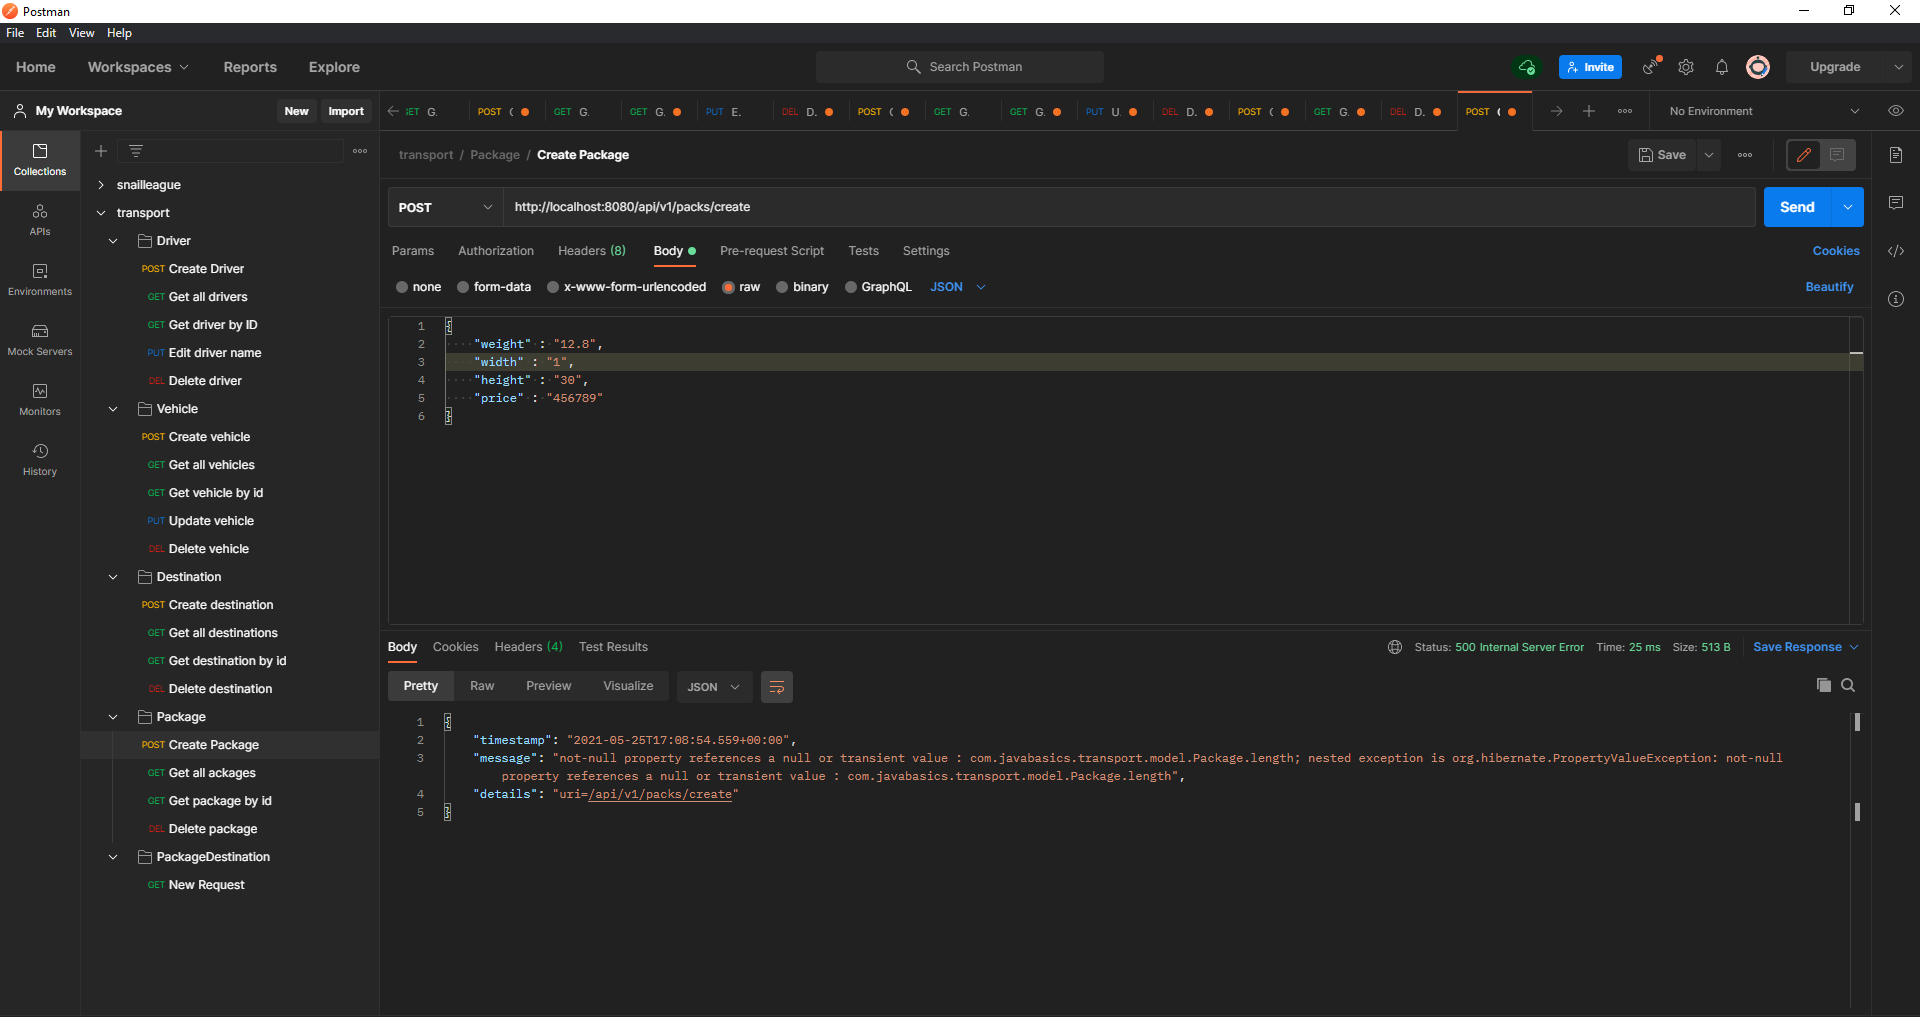 Postman
File Edit View Help
Home Workspaces Reports Explore Search Postman Invite Upgrade
My Workspace New Import
GET G. POST ( GET G. GET G. PUT E. DEL D. POST ( GET G. GET G. PUT U. DEL D. POST ( GET G. DEL D. POST ( No Environment
Collections
APIs
Environments
Mock Servers
Monitors
History
snailleague
transport
Driver
POST Create Driver
GET Get all drivers
GET Get driver by ID
PUT Edit driver name
DEL Delete driver
Vehicle
POST Create vehicle
GET Get all vehicles
GET Get vehicle by id
PUT Update vehicle
DEL Delete vehicle
Destination
POST Create destination
GET Get all destinations
GET Get destination by id
DEL Delete destination
Package
POST Create Package
GET Get all ackages
GET Get package by id
DEL Delete package
PackageDestination
GET New Request
transport / Package / Create Package Save
POST http://localhost:8080/api/v1/packs/create Send
Params Authorization Headers (8) Body Pre-request Script Tests Settings Cookies
none form-data x-www-form-urlencoded raw binary GraphQL JSON Beautify
1 {
2 "weight" : "12.8",
3 "width" : "1",
4 "height" : "30",
5 "price" : "456789"
6 }
Body Cookies Headers (4) Test Results Status: 500 Internal Server Error Time: 25 ms Size: 513 B Save Response
Pretty Raw Preview Visualize JSON
1 {
2 "timestamp": "2021-05-25T17:08:54.559+00:00",
3 "message": "not-null property references a null or transient value : com.javabasics.transport.model.Package.length; nested exception is org.hibernate.PropertyValueException: not-null
property references a null or transient value : com.javabasics.transport.model.Package.length",
4 "details": "uri=/api/v1/packs/create"
5 }